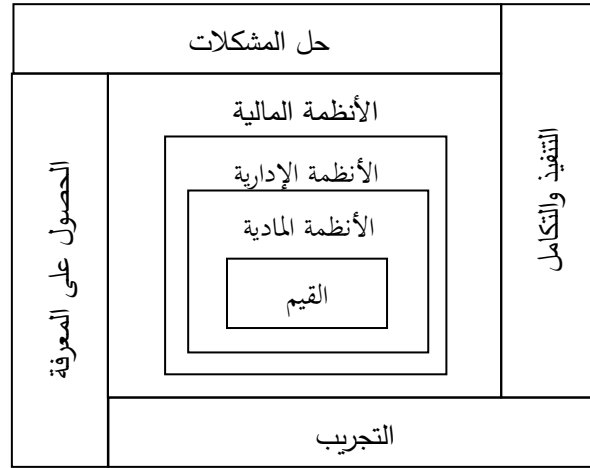 حل المشكلات
التنفيذ والتكامل
الأنظمة المالية
الأنظمة الإدارية
الأنظمة المادية
القيم
الحصول على المعرفة
التجريب